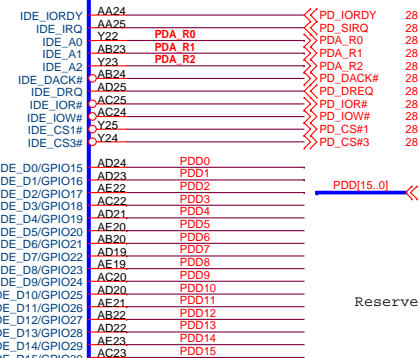 IDE_IORDY AA24 PD_IORDY 28
IDE_IRQ AA25 PD_SIRQ 28
IDE_A0 Y22 PDA_R0 PDA_R0 28
IDE_A1 AB23 PDA_R1 PDA_R1 28
IDE_A2 Y23 PDA_R2 PDA_R2 28
IDE_DACK# AB24 PD_DACK# 28
IDE_DRQ AD25 PD_DREQ 28
IDE_IOR# AC25 PD_IOR# 28
IDE_IOW# AC24 PD_IOW# 28
IDE_CS1# Y25 PD_CS#1 28
IDE_CS3# Y24 PD_CS#3 28
DE_D0/GPIO15 AD24 PDD0
DE_D1/GPIO16 AD23 PDD1
DE_D2/GPIO17 AE22 PDD2 PDD[15..0]
DE_D3/GPIO18 AC22 PDD3
DE_D4/GPIO19 AD21 PDD4
DE_D5/GPIO20 AE20 PDD5
DE_D6/GPIO21 AB20 PDD6
DE_D7/GPIO22 AD19 PDD7
DE_D8/GPIO23 AE19 PDD8
DE_D9/GPIO24 AC20 PDD9
DE_D10/GPIO25 AD20 PDD10
DE_D11/GPIO26 AE21 PDD11 Reserve
DE_D12/GPIO27 AB22 PDD12
DE_D13/GPIO28 AD22 PDD13
DE_D14/GPIO29 AE23 PDD14
DE_D15/GPIO30 AC23 PDD15